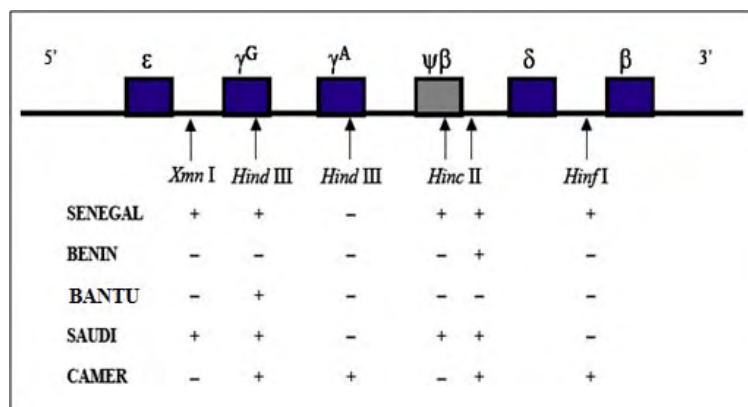 5’ ε γG γA ψβ δ β 3’
Xmn I Hind III Hind III Hinc II Hinf I
SENEGAL + + – + + +
BENIN – – – – + –
BANTU – + – – – –
SAUDI + + – + + –
CAMER – + + – + +